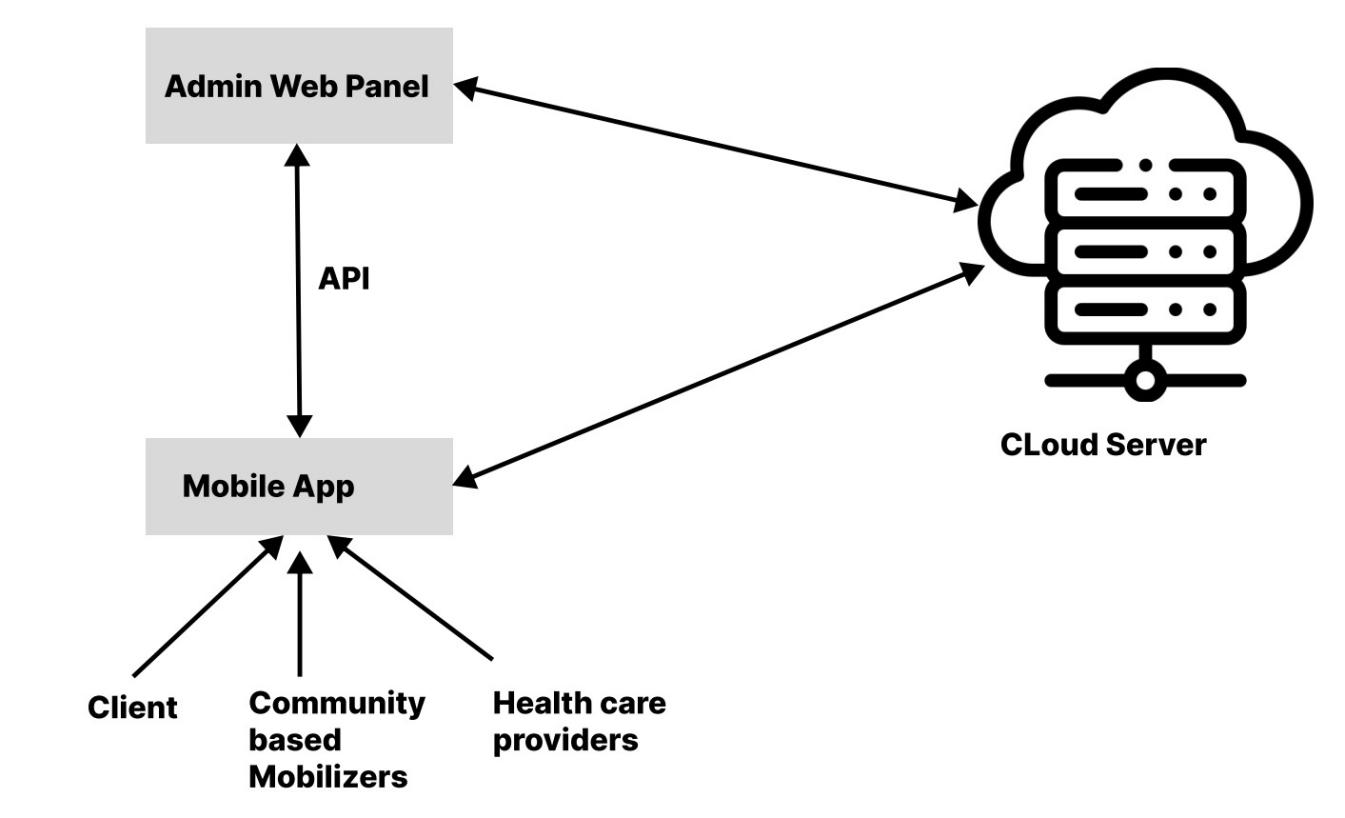 Admin Web Panel
API
CLoud Server
Mobile App
Client
Community
based
Mobilizers
Health care
providers